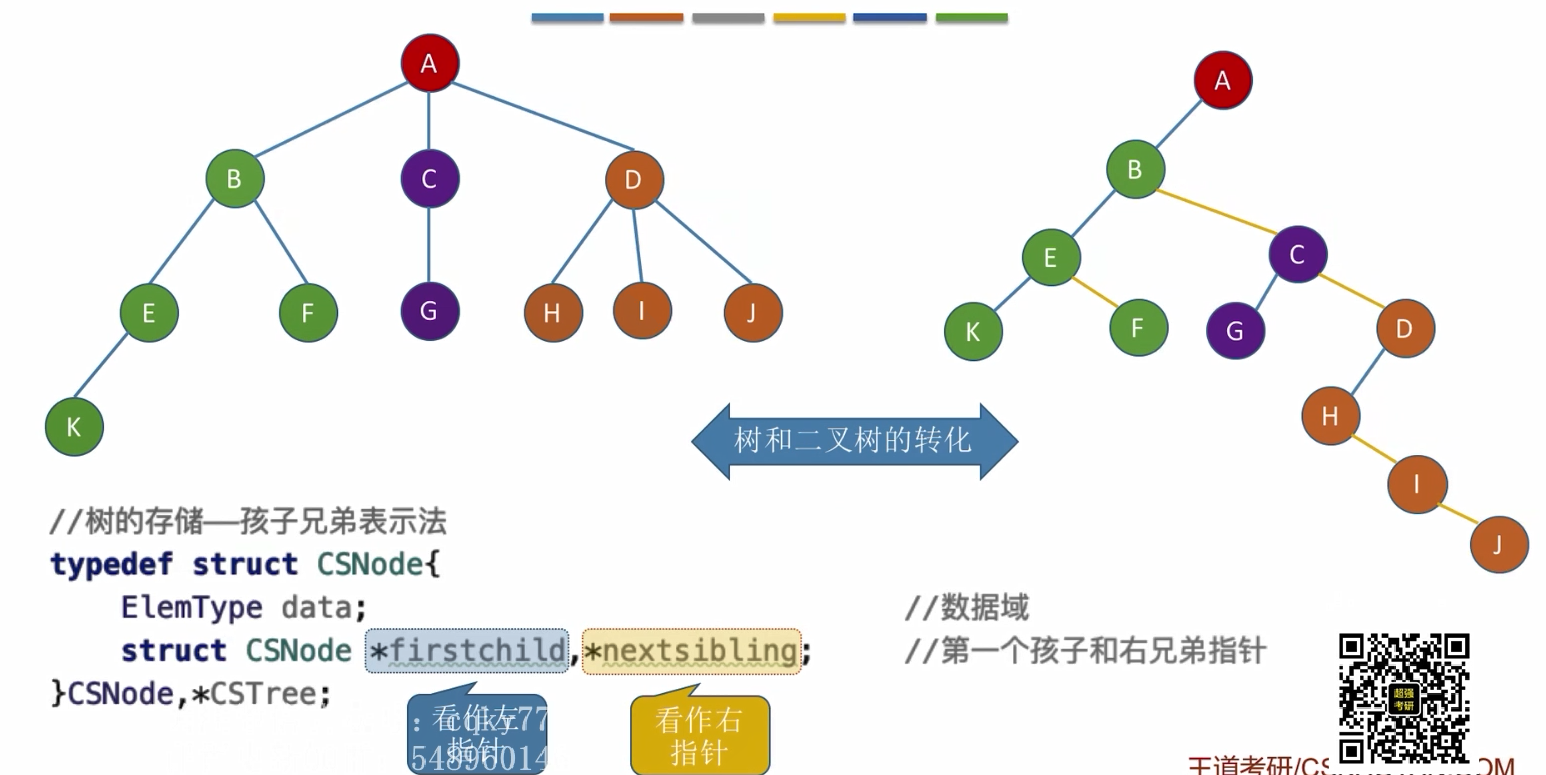 A
B
C
D
E
F
G
H
I
J
K
A
B
E
C
K
F
G
D
H
I
J
树和二叉树的转化
//树的存储——孩子兄弟表示法
typedef struct CSNode{
ElemType data; //数据域
struct CSNode *firstchild,*nextsibling; //第一个孩子和右兄弟指针
}CSNode,*CSTree;
看作左
指针
: cqky77
54896014
看作右
指针
超强
考研
王道考研/CS
OM